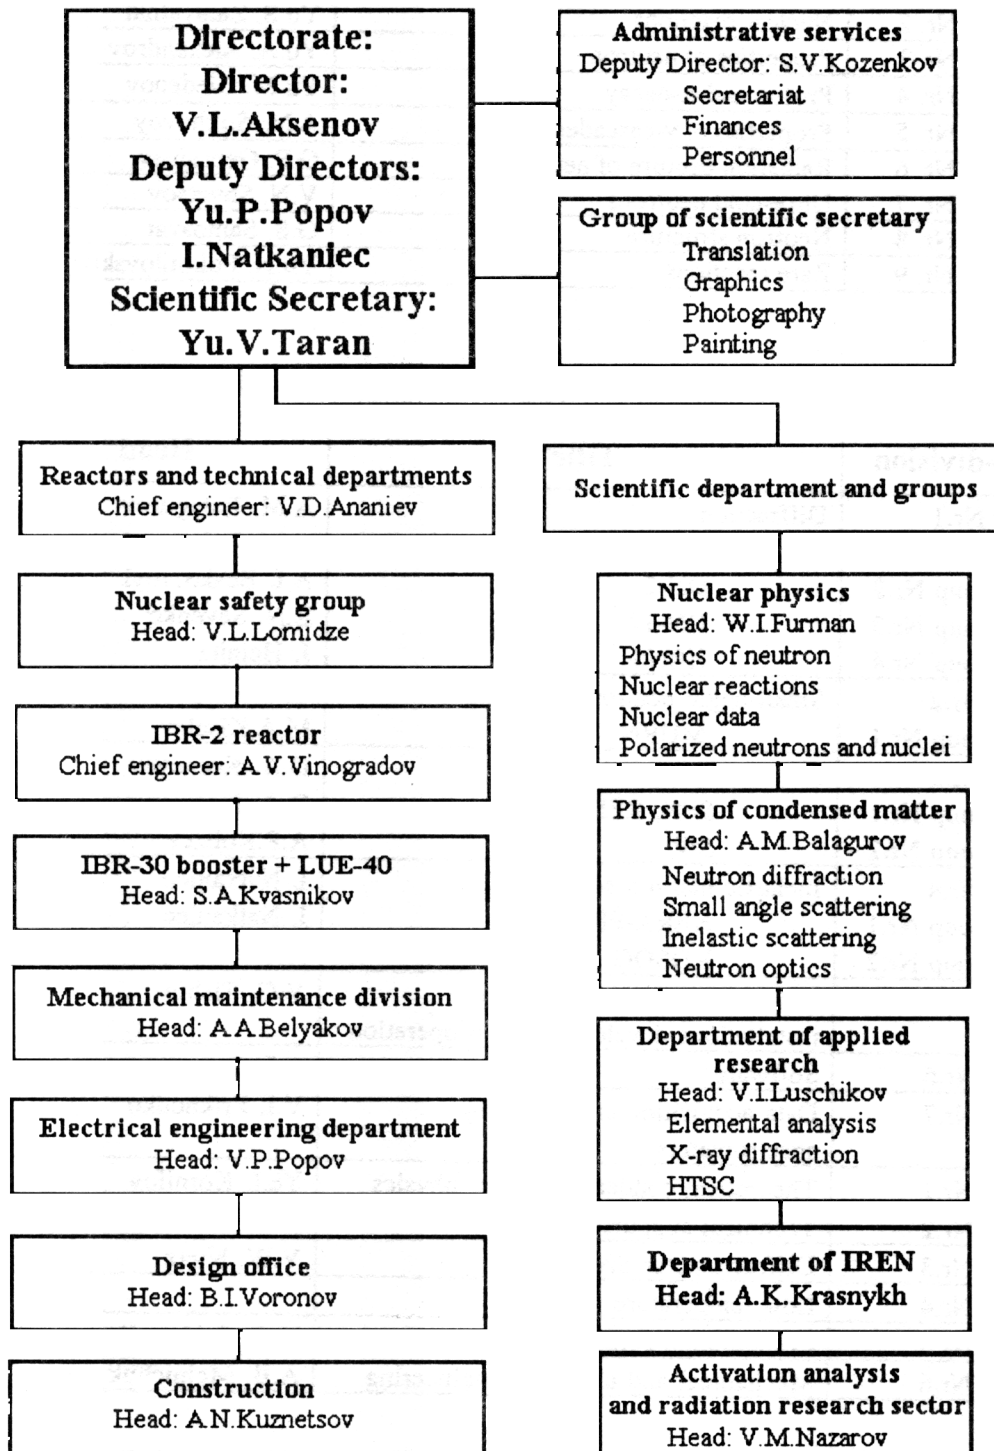 Directorate:
Director:
V.L.Aksenov
Deputy Directors:
Yu.P.Popov
I.Natkaniec
Scientific Secretary:
Yu.V.Taran
Administrative services
Deputy Director: S.V.Kozenkov
Secretariat
Finances
Personnel
Group of scientific secretary
Translation
Graphics
Photography
Painting
Reactors and technical departments
Chief engineer: V.D.Ananiev
Nuclear safety group
Head: V.L.Lomidze
IBR-2 reactor
Chief engineer: A.V.Vinogradov
IBR-30 booster + LUE-40
Head: S.A.Kvasnikov
Mechanical maintenance division
Head: A.A.Belyakov
Electrical engineering department
Head: V.P.Popov
Design office
Head: B.I.Voronov
Construction
Head: A.N.Kuznetsov
Scientific department and groups
Nuclear physics
Head: W.I.Furman
Physics of neutron
Nuclear reactions
Nuclear data
Polarized neutrons and nuclei
Physics of condensed matter
Head: A.M.Balagurov
Neutron diffraction
Small angle scattering
Inelastic scattering
Neutron optics
Department of applied
research
Head: V.I.Luschikov
Elemental analysis
X-ray diffraction
HTSC
Department of IREN
Head: A.K.Krasnykh
Activation analysis
and radiation research sector
Head: V.M.Nazarov